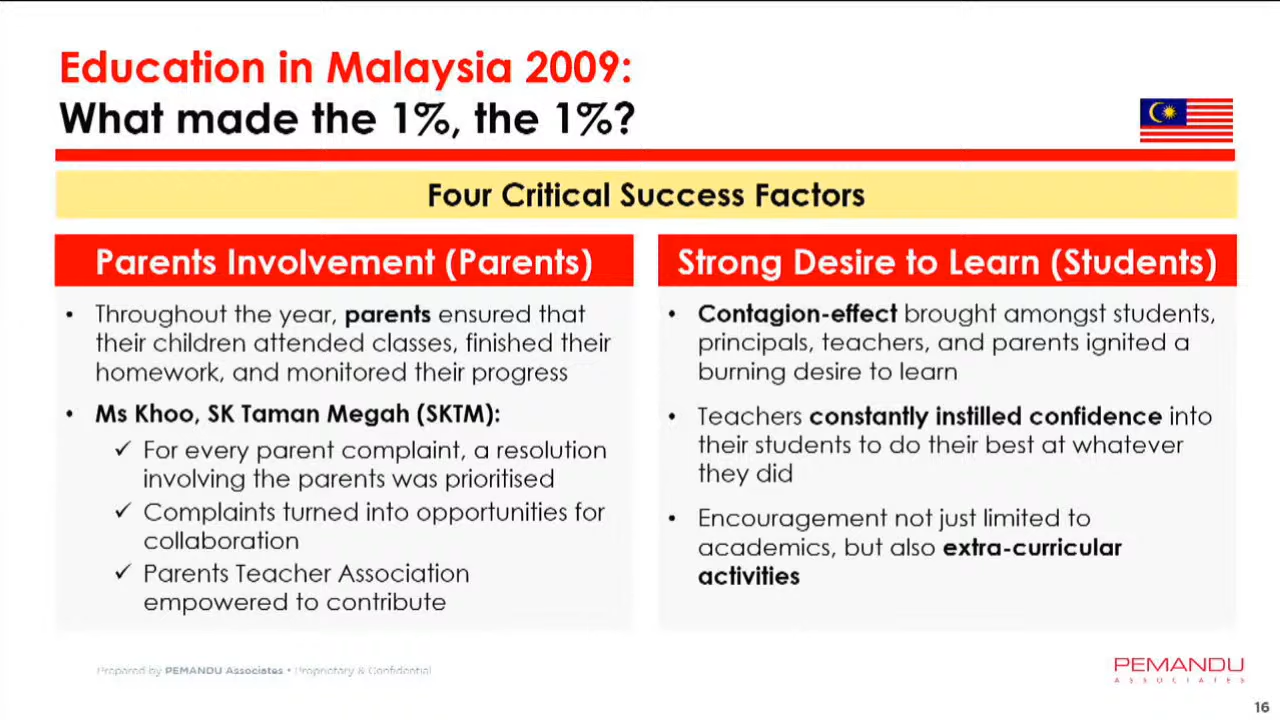 Education in Malaysia 2009:
What made the 1%, the 1%?
Four Critical Success Factors
Parents Involvement (Parents)
• Throughout the year, parents ensured that
their children attended classes, finished their
homework, and monitored their progress
• Ms Khoo, SK Taman Megah (SKTM):
✓ For every parent complaint, a resolution
involving the parents was prioritised
✓ Complaints turned into opportunities for
collaboration
✓ Parents Teacher Association
empowered to contribute
Strong Desire to Learn (Students)
• Contagion-effect brought amongst students,
principals, teachers, and parents ignited a
burning desire to learn
• Teachers constantly instilled confidence into
their students to do their best at whatever
they did
• Encouragement not just limited to
academics, but also extra-curricular
activities
Prepared by PEMANDU Associates • Proprietary & Confidential
PEMANDU
ASSOCIATES
16